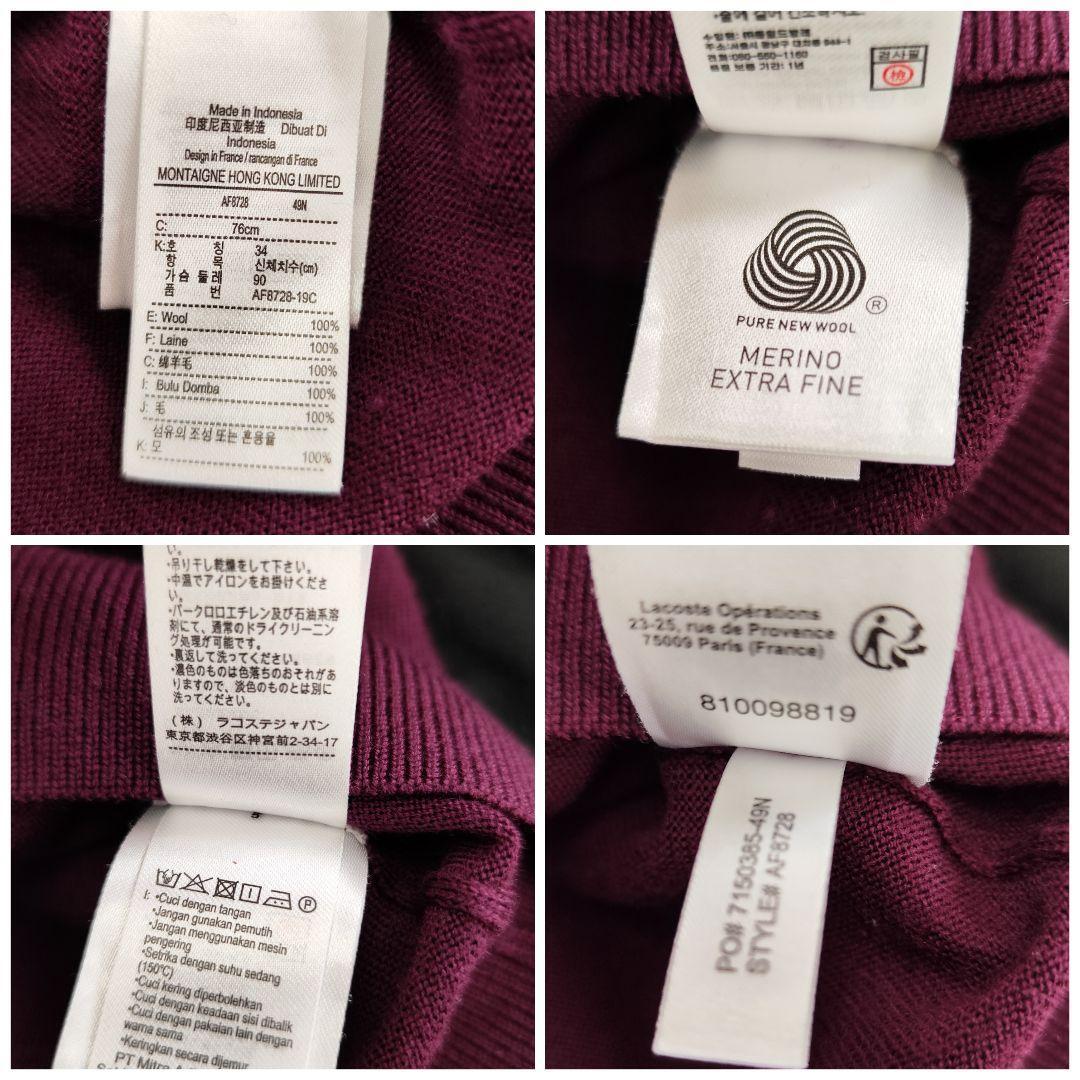 Made in Indonesia
印度尼西亚制造 Dibuat Di
Indonesia
Design in France / rancangan di France
MONTAIGNE HONG KONG LIMITED
AF8728 49N
C: 76cm
K:호 칭 34
항 목 신체치수(cm)
가슴 둘레 90
품 번 AF8728-19C
E: Wool 100%
F: Laine 100%
C: 绵羊毛 100%
I: Bulu Domba 100%
J: 毛 100%
섬유의 조성 또는 혼용율
K: 모 100%
검사필
檢
R
PURE NEW WOOL
MERINO
EXTRA FINE
い。
・吊り干し乾燥をして下さい。
・中温でアイロンをお掛けくださ
い。
・パークロロエチレン及び石油系溶
剤にて、通常のドライクリーニン
グ処理が可能です。
・裏返して洗ってください。
・濃色のものは色落ちのおそれがあ
りますので、淡色のものとは別に
洗ってください。
(株) ラコステジャパン
東京都渋谷区神宮前2-34-17
P
I: •Cuci dengan tangan
•Jangan gunakan pemutih
•Jangan menggunakan mesin
pengering
•Setrika dengan suhu sedang
(150°C)
•Cuci kering diperbolehkan
•Cuci dengan keadaan sisi dibalik
•Cuci dengan pakaian lain dengan
warna sama
•Keringkan secara dijemur
PT Mitra
Lacoste Opérations
23-25, rue de Provence
75009 Paris (France)
810098819
PO# 7150385-49N
STYLE# AF8728